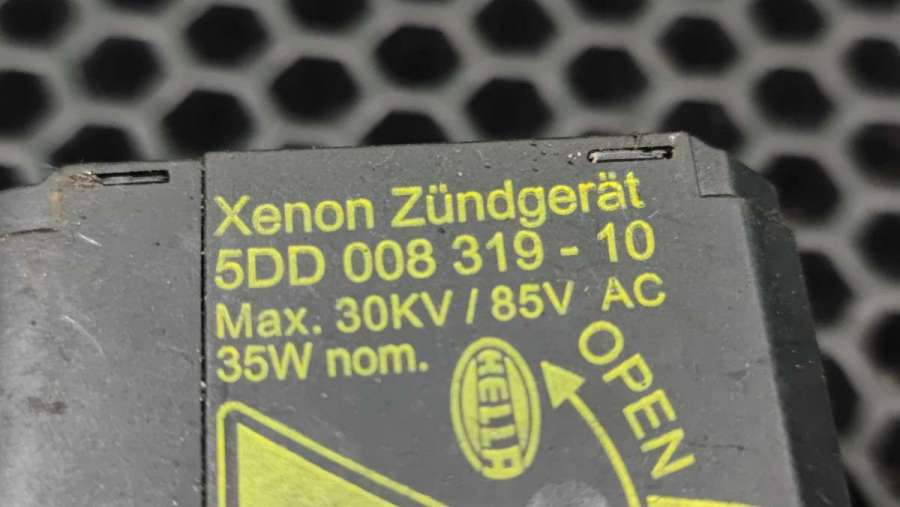 Xenon Zündgerät
5DD 008 319 - 10
Max. 30KV / 85V AC
35W nom.
HELLA
OPEN